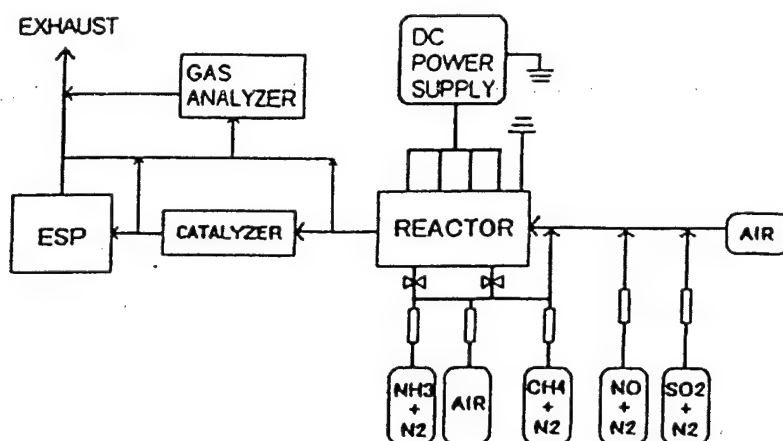 EXHAUST
GAS
ANALYZER
DC
POWER
SUPPLY
ESP
CATALYZER
REACTOR
AIR
NH3
+
N2
AIR
CH4
+
N2
NO
+
N2
SO2
+
N2